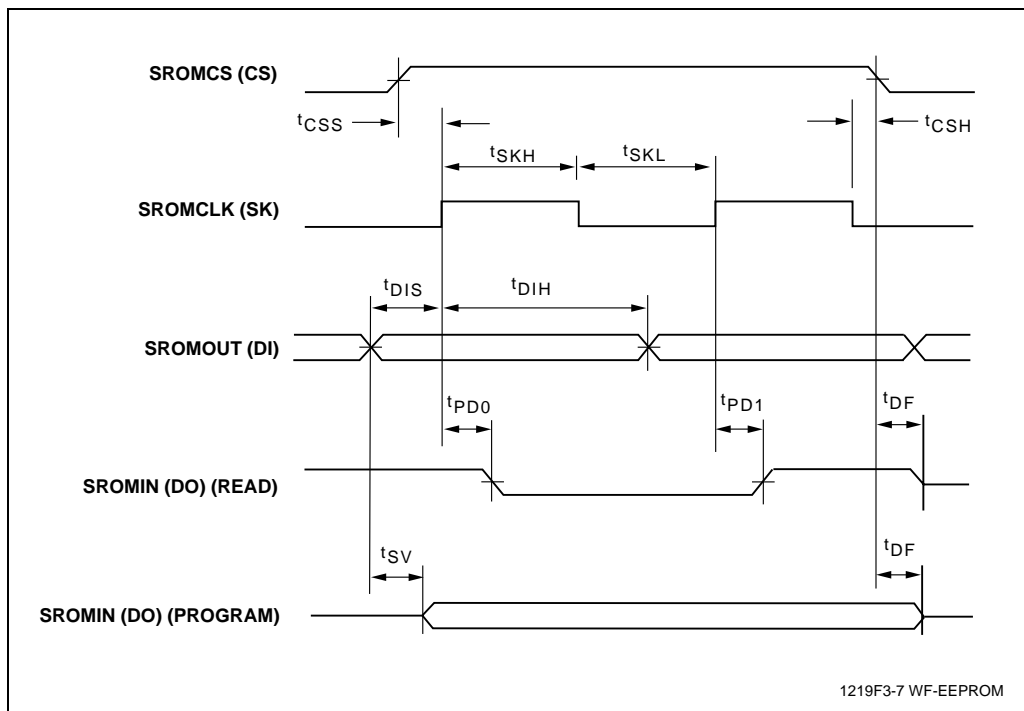 SROMCS (CS)
tCSS
tCSH
tSKH
tSKL
SROMCLK (SK)
tDIS
tDIH
SROMOUT (DI)
tPD0
tPD1
tDF
SROMIN (DO) (READ)
tSV
tDF
SROMIN (DO) (PROGRAM)
1219F3-7 WF-EEPROM